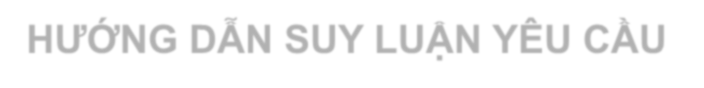 HƯỚNG DẪN SUY LUẬN YÊU CẦU